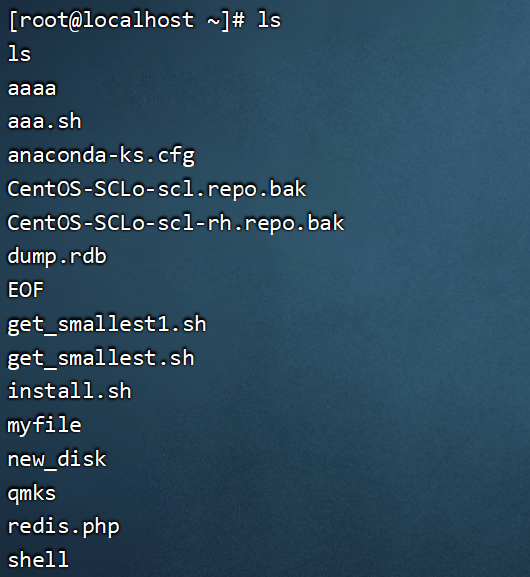 [root@localhost ~]# ls
ls
aaaa
aaa.sh
anaconda-ks.cfg
CentOS-SCLo-scl.repo.bak
CentOS-SCLo-scl-rh.repo.bak
dump.rdb
EOF
get_smallest1.sh
get_smallest.sh
install.sh
myfile
new_disk
qmks
redis.php
shell